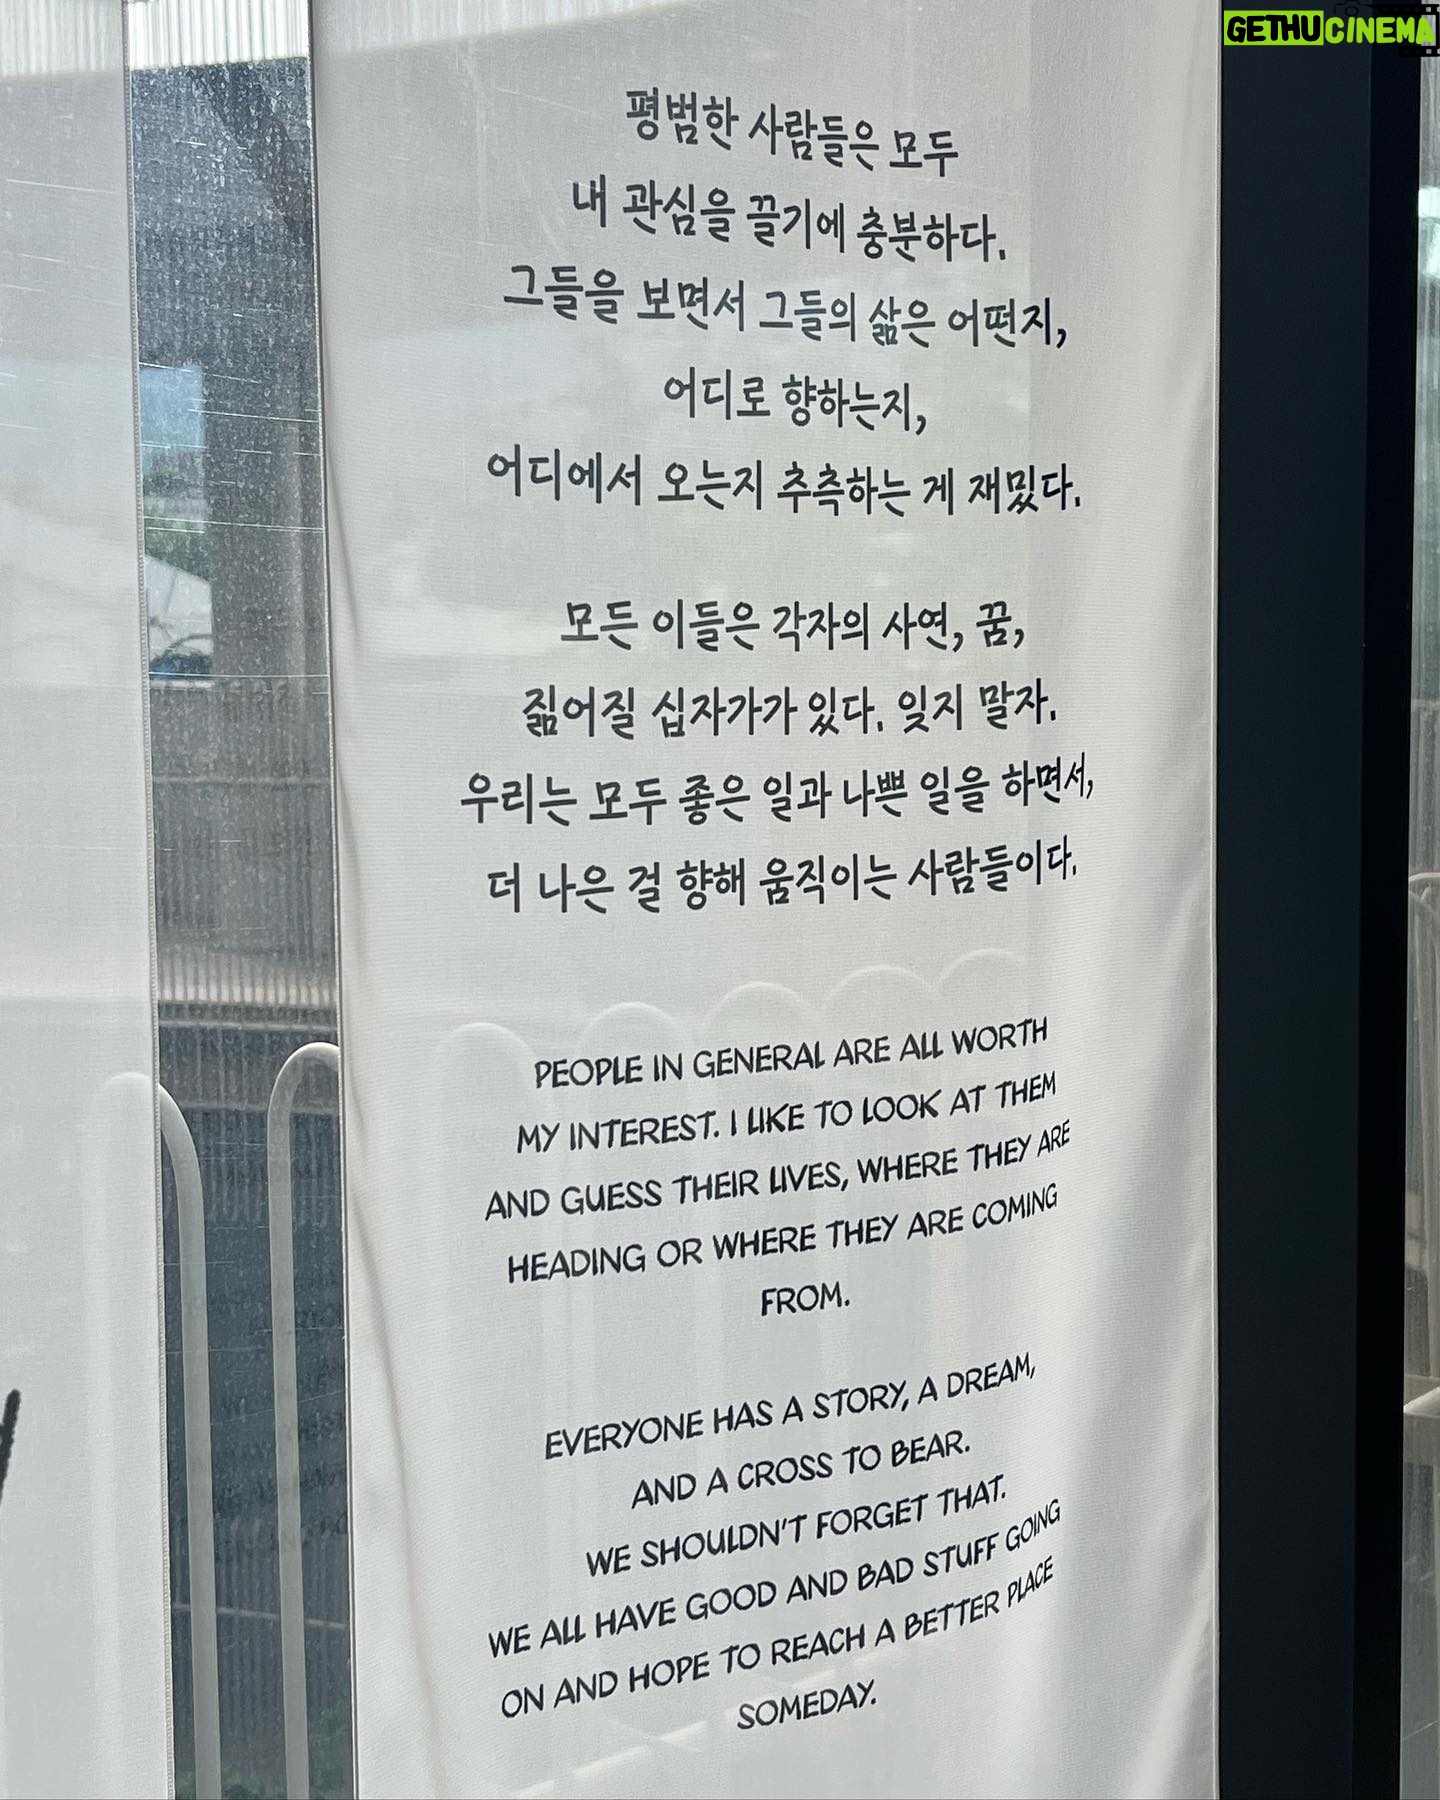 GETHUCINEMA
평범한 사람들은 모두
내 관심을 끌기에 충분하다.
그들을 보면서 그들의 삶은 어떤지,
어디로 향하는지,
어디에서 오는지 추측하는 게 재밌다.
모든 이들은 각자의 사연, 꿈,
짊어질 십자가가 있다. 잊지 말자.
우리는 모두 좋은 일과 나쁜 일을 하면서,
더 나은 걸 향해 움직이는 사람들이다.
PEOPLE IN GENERAL ARE ALL WORTH
MY INTEREST. I LIKE TO LOOK AT THEM
AND GUESS THEIR LIVES, WHERE THEY ARE
HEADING OR WHERE THEY ARE COMING
FROM.
EVERYONE HAS A STORY, A DREAM,
AND A CROSS TO BEAR.
WE SHOULDN'T FORGET THAT.
WE ALL HAVE GOOD AND BAD STUFF GOING
ON AND HOPE TO REACH A BETTER PLACE
SOMEDAY.